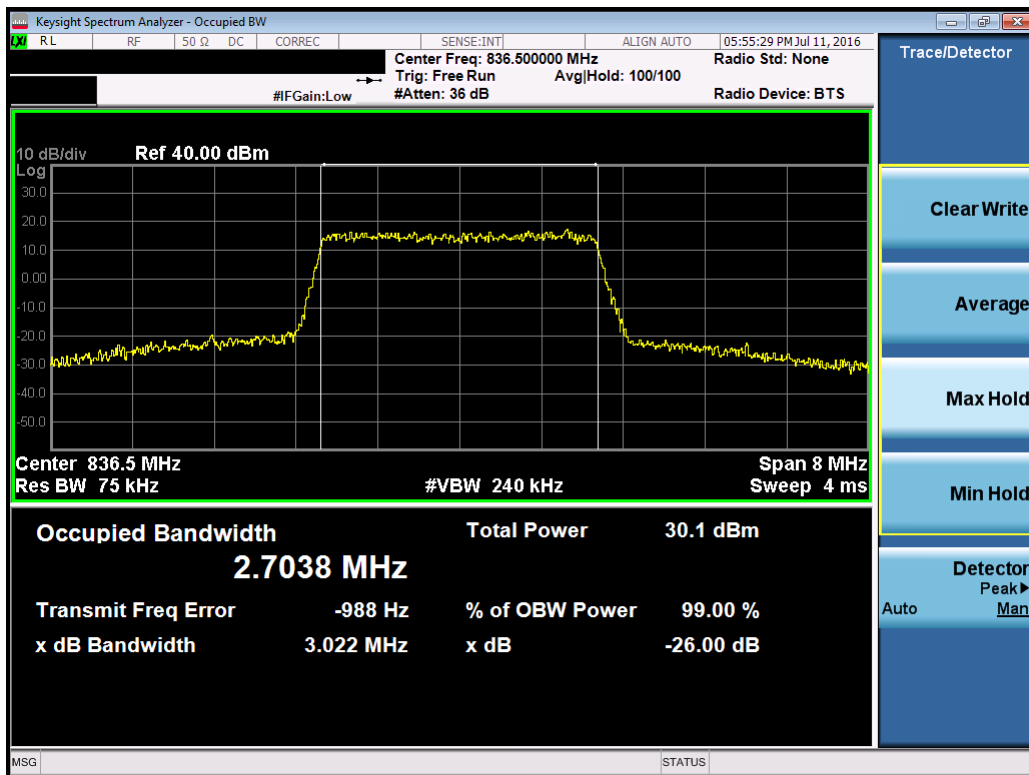 Keysight Spectrum Analyzer - Occupied BW
LXI RL RF 50 Ω DC CORREC SENSE:INT ALIGN AUTO 05:55:29 PM Jul 11, 2016
Center Freq: 836.500000 MHz Radio Std: None
Trig: Free Run Avg|Hold: 100/100
#IFGain:Low #Atten: 36 dB Radio Device: BTS
10 dB/div Ref 40.00 dBm
Log
30.0
20.0
10.0
0.00
-10.0
-20.0
-30.0
-40.0
-50.0
Center 836.5 MHz Span 8 MHz
Res BW 75 kHz #VBW 240 kHz Sweep 4 ms
Occupied Bandwidth Total Power 30.1 dBm
2.7038 MHz
Transmit Freq Error -988 Hz % of OBW Power 99.00 %
x dB Bandwidth 3.022 MHz x dB -26.00 dB
MSG STATUS
Trace/Detector
Clear Write
Average
Max Hold
Min Hold
Detector
Peak▶
Auto Man